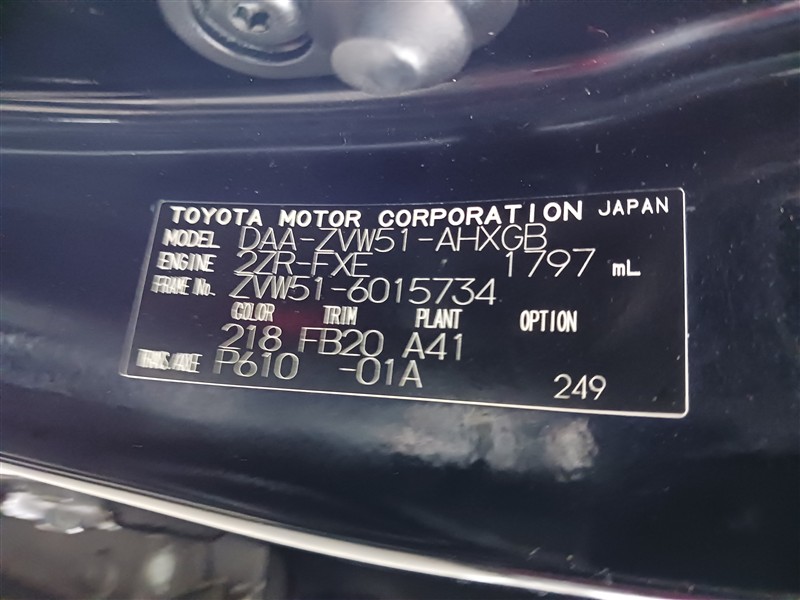 TOYOTA MOTOR CORPORATION JAPAN
MODEL DAA-ZVW51-AHXGB
ENGINE 2ZR-FXE 1797 mL
FRAME No. ZVW51-6015734
COLOR TRIM PLANT OPTION
218 FB20 A41
TRANS./AXLE P610 -01A
249